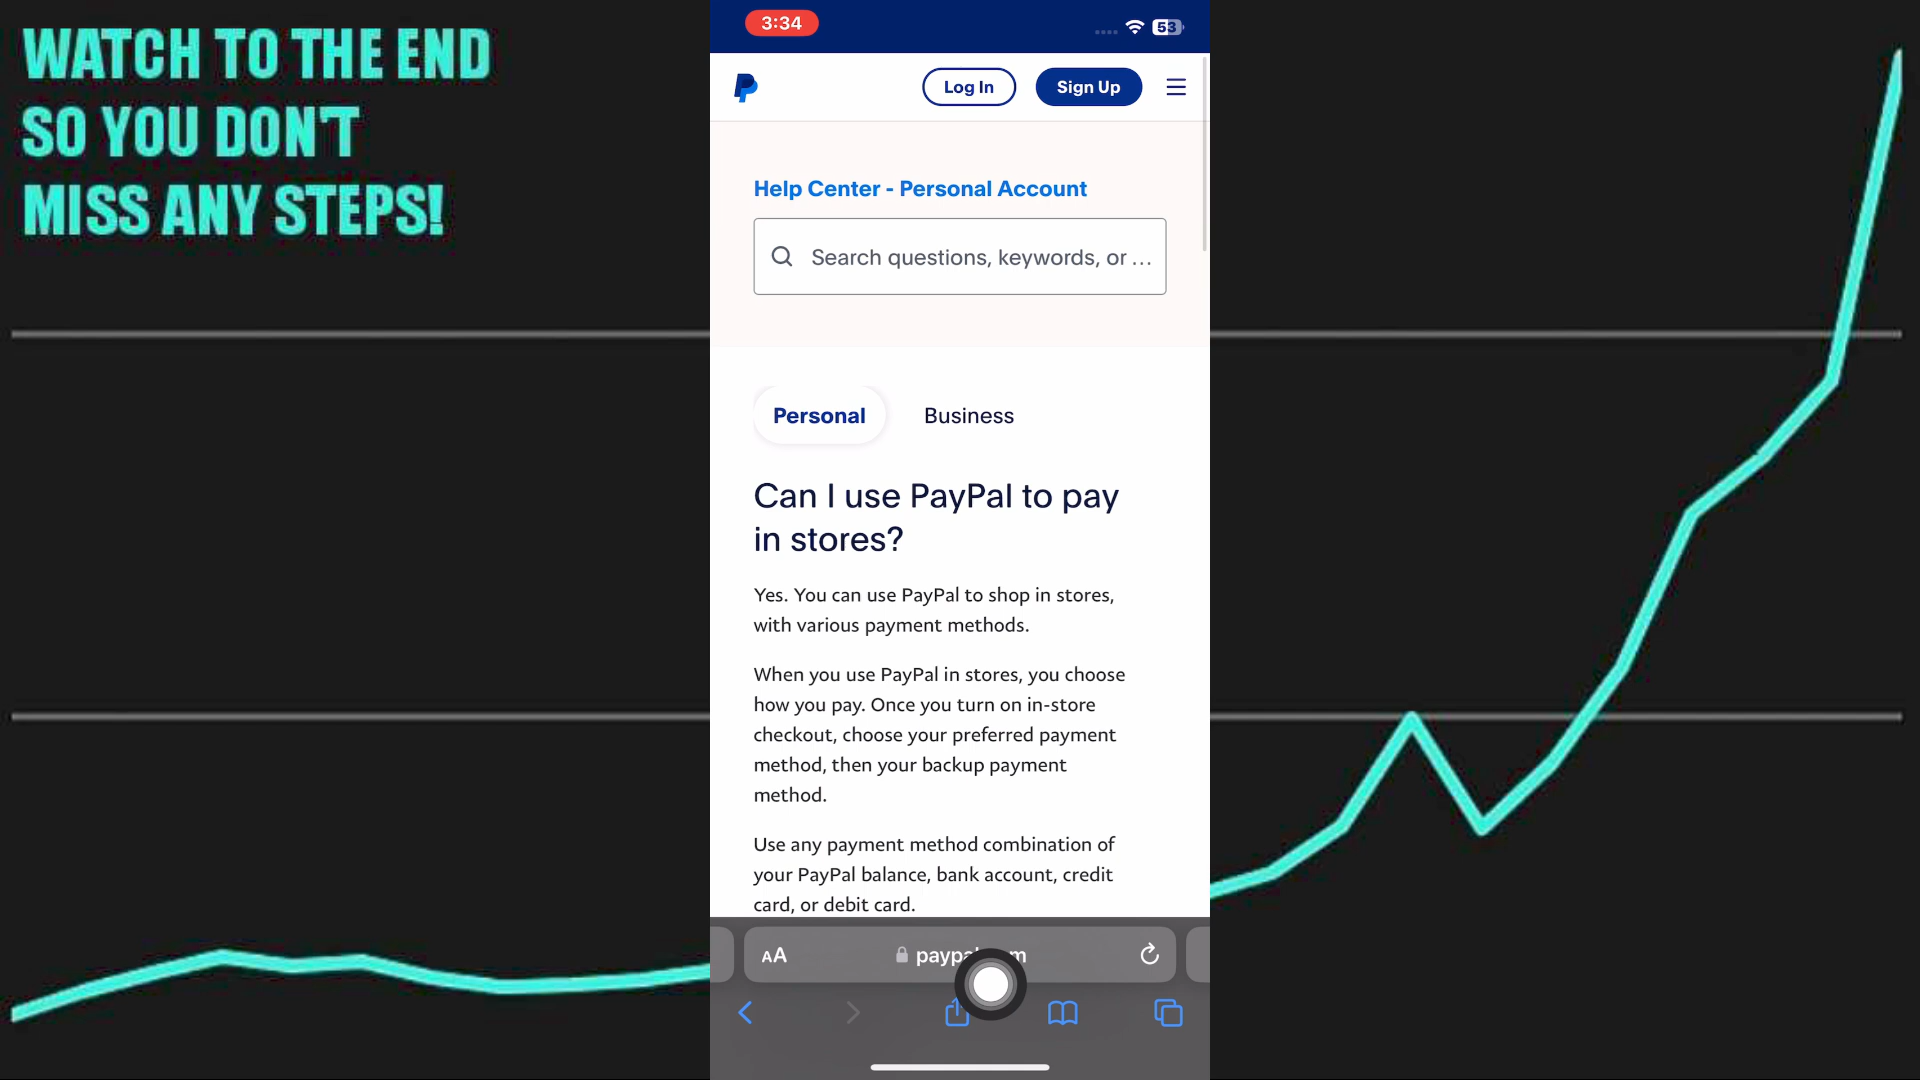 WATCH TO THE END
SO YOU DON'T
MISS ANY STEPS!
3:34
53
Log In
Sign Up
Help Center - Personal Account
Search questions, keywords, or ...
Personal
Business
Can I use PayPal to pay
in stores?
Yes. You can use PayPal to shop in stores,
with various payment methods.
When you use PayPal in stores, you choose
how you pay. Once you turn on in-store
checkout, choose your preferred payment
method, then your backup payment
method.
Use any payment method combination of
your PayPal balance, bank account, credit
card, or debit card.
AA